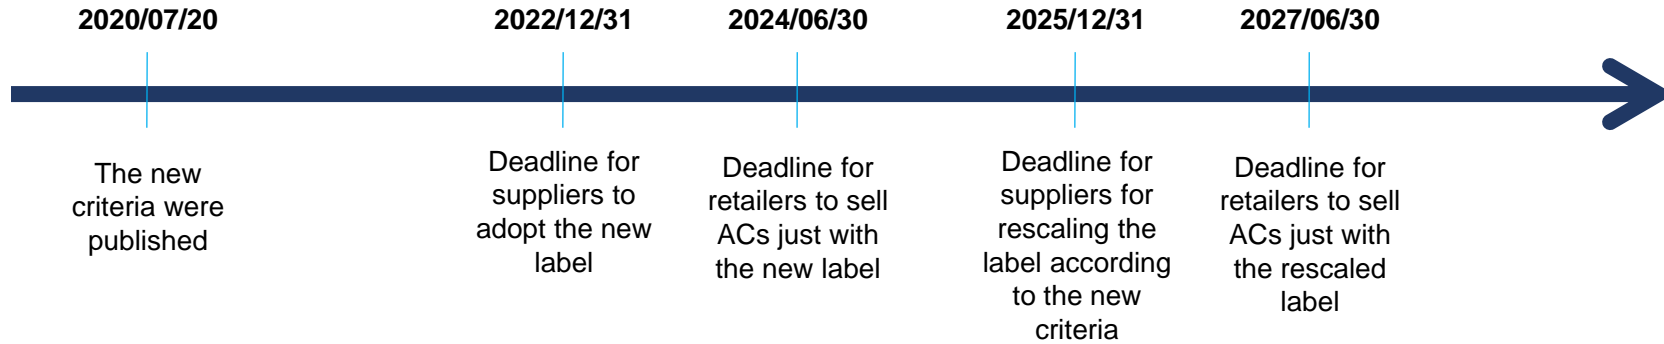 2020/07/20
The new
criteria were
published
2022/12/31
Deadline for
suppliers to
adopt the new
label
2024/06/30
Deadline for
retailers to sell
ACs just with
the new label
2025/12/31
Deadline for
suppliers for
rescaling the
label according
to the new
criteria
2027/06/30
Deadline for
retailers to sell
ACs just with
the rescaled
label